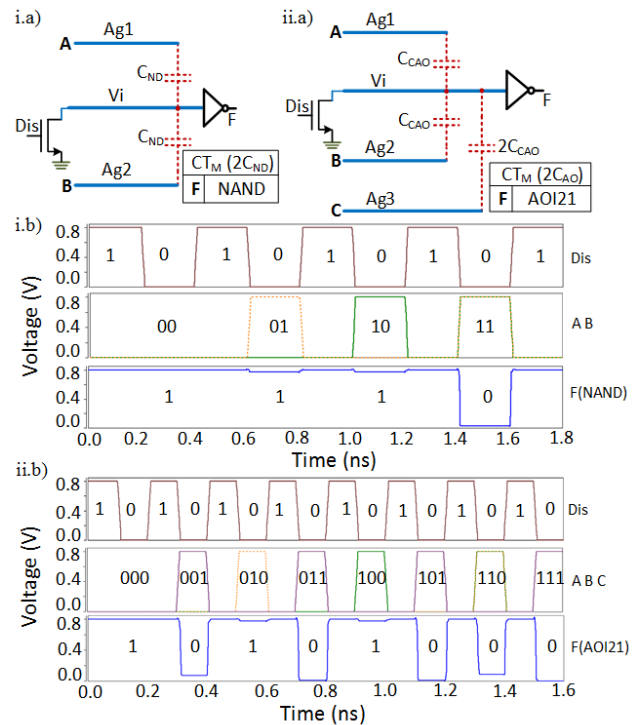 i.a)
Ag1
A
C_ND
Vi
F
Dis
C_ND
Ag2
B
CT_M (2C_ND)
F NAND
ii.a)
Ag1
A
C_CAO
Vi
F
Dis
C_CAO
2C_CAO
Ag2
B
CT_M (2C_AO)
F AOI21
Ag3
C
i.b)
Voltage (V)
0.8
0.4
0.0
1 0 1 0 1 0 1 0 1
Dis
0.8
0.4
0.0
00 01 10 11
A B
0.8
0.4
0.0
1 1 1 0
F(NAND)
0.0 0.2 0.4 0.6 0.8 1.0 1.2 1.4 1.6 1.8
Time (ns)
ii.b)
Voltage (V)
0.8
0.4
0.0
1 0 1 0 1 0 1 0 1 0 1 0 1 0 1 0
Dis
0.8
0.4
0.0
000 001 010 011 100 101 110 111
A B C
0.8
0.4
0.0
1 0 1 0 1 0 0 0
F(AOI21)
0.0 0.2 0.4 0.6 0.8 1.0 1.2 1.4 1.6
Time (ns)